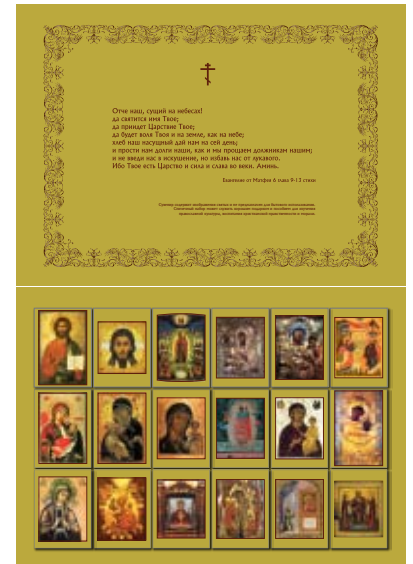 Отче наш, сущий на небесах!
да святится имя Твое;
да приидет Царствие Твое;
да будет воля Твоя и на земле, как на небе;
хлеб наш насущный дай нам на сей день;
и прости нам долги наши, как и мы прощаем должникам нашим;
и не введи нас в искушение, но избавь нас от лукавого.
Ибо Твое есть Царство и сила и слава во веки. Аминь.
Евангелие от Матфея 6 глава 9-13 стихи